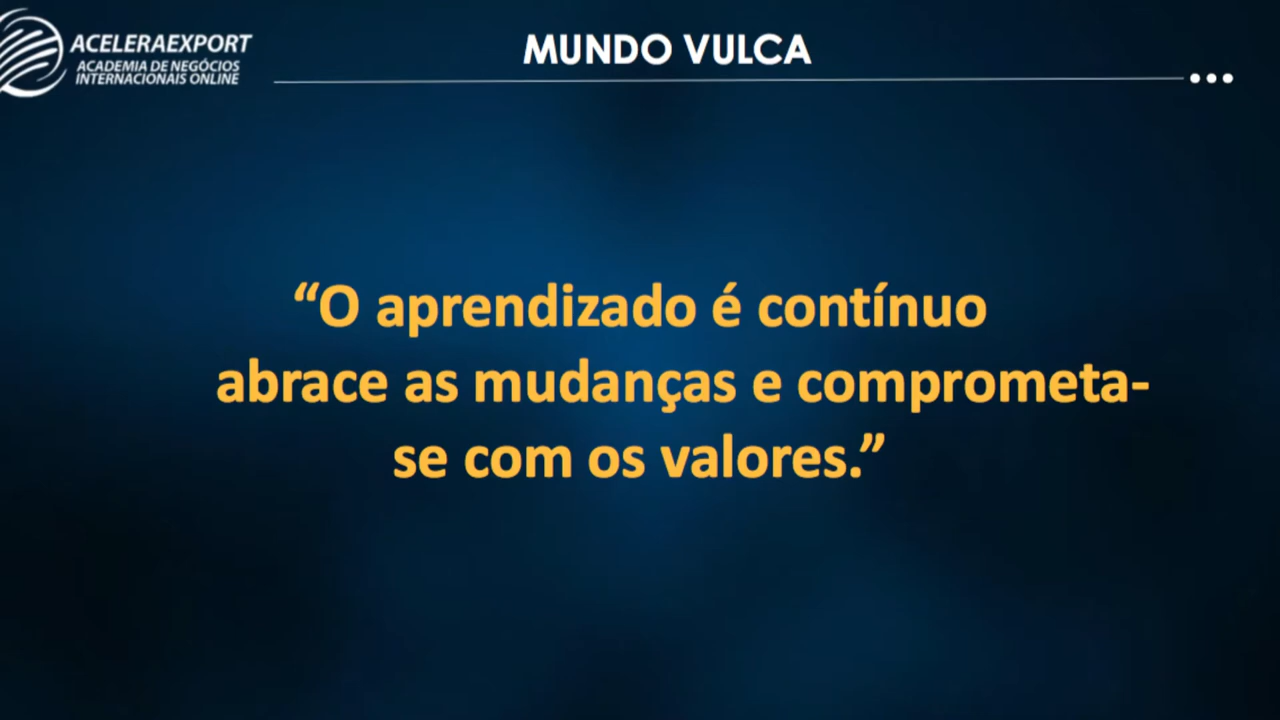 ACELERAEXPORT
ACADEMIA DE NEGÓCIOS
INTERNACIONAIS ONLINE
MUNDO VULCA
“O aprendizado é contínuo
abrace as mudanças e comprometa-
se com os valores.”